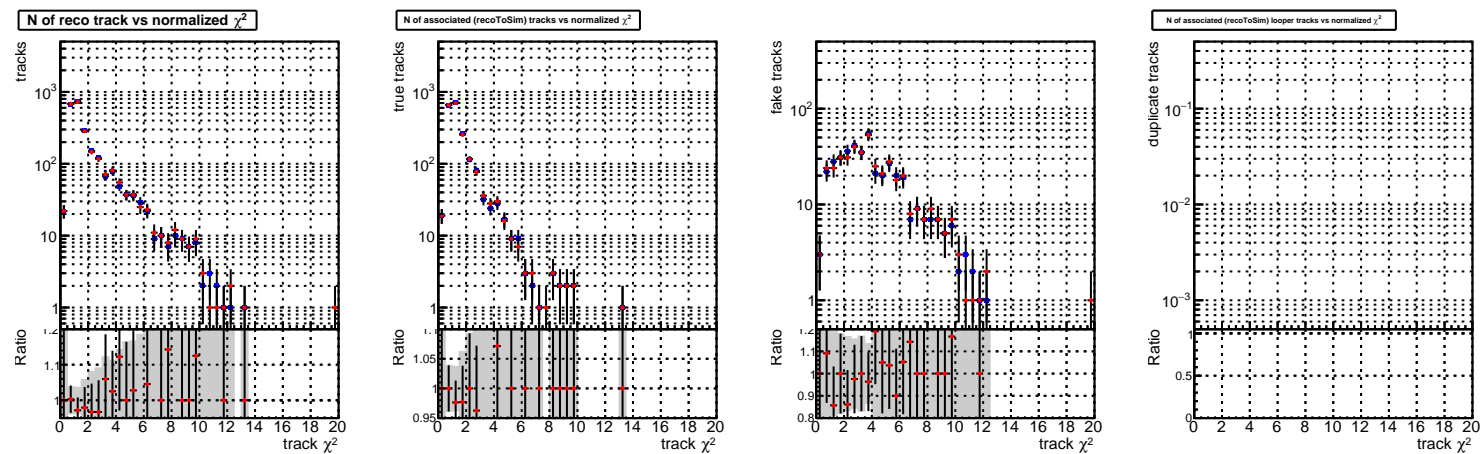 N of reco track vs normalized χ²
tracks
10³
10²
10
1
Ratio
1.2
1.1
1
0 2 4 6 8 10 12 14 16 18 20
track χ²
N of associated (recoToSim) tracks vs normalized χ²
true tracks
10³
10²
10
1
Ratio
1.05
1
0.95
0 2 4 6 8 10 12 14 16 18 20
track χ²
fake tracks
10²
10
1
Ratio
1.2
1.1
1
0.9
0.8
0 2 4 6 8 10 12 14 16 18 20
track χ²
N of associated (recoToSim) looper tracks vs normalized χ²
duplicate tracks
10⁻¹
10⁻²
10⁻³
Ratio
1
0.5
0
0 2 4 6 8 10 12 14 16 18 20
track χ²